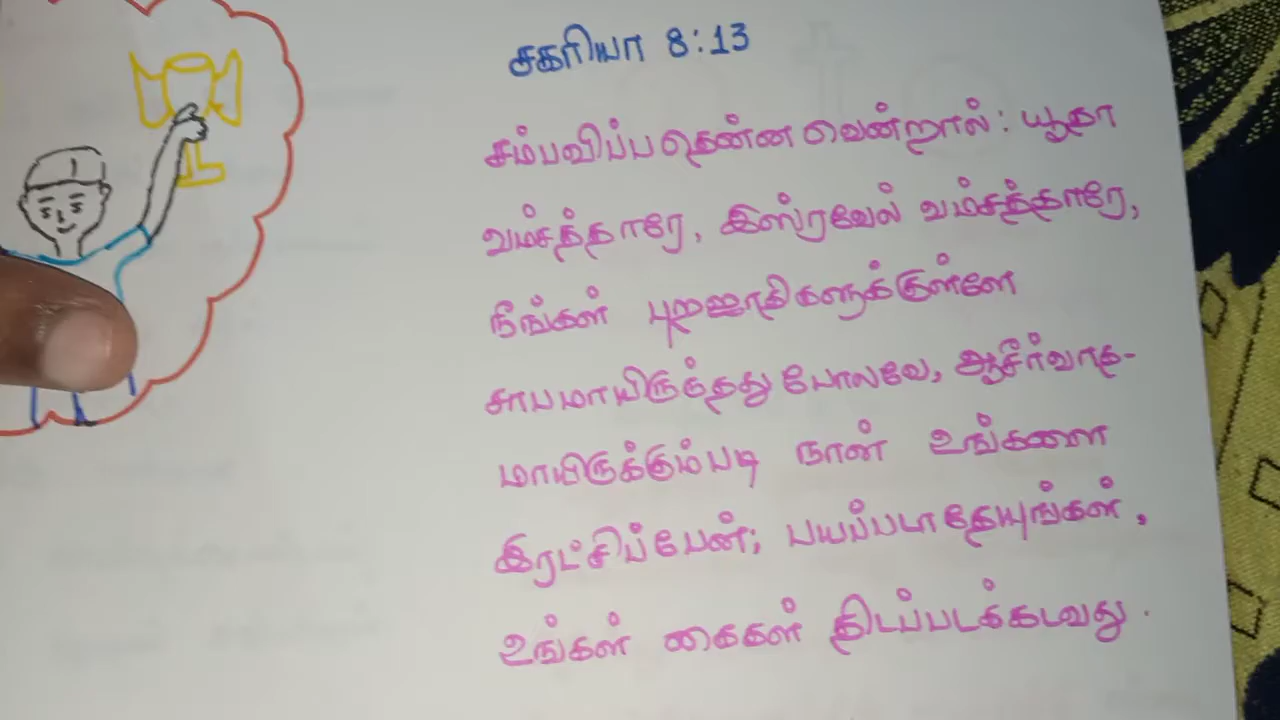 சகரியா 8:13
சம்பவிப்பதென்னவென்றால்: யூதா
வம்சத்தாரே, இஸ்ரவேல் வம்சத்தாரே,
நீங்கள் புறஜாதிகளுக்குள்ளே
சாபமாயிருந்தது போலவே, ஆசீர்வாத-
மாயிருக்கும்படி நான் உங்களை
இரட்சிப்பேன்; பயப்படாதேயுங்கள்,
உங்கள் கைகள் திடப்படக்கடவது.